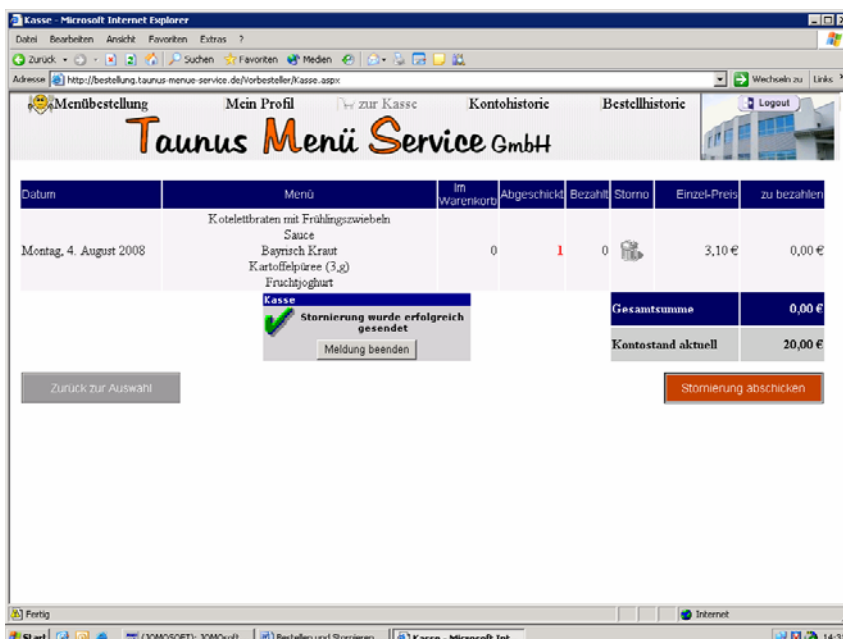 Kasse - Microsoft Internet Explorer
Datei Bearbeiten Ansicht Favoriten Extras ?
Zurück Suchen Favoriten Medien
Adresse http://bestellung.taunus-menue-service.de/Vorbesteller/Kasse.aspx Wechseln zu Links
Menübestellung Mein Profil zur Kasse Kontohistorie Bestellhistorie Logout
Taunus Menü Service GmbH
Datum Menü Im Warenkorb Abgeschickt Bezahlt Storno Einzel-Preis zu bezahlen
Kotelettbraten mit Frühlingszwiebeln
Sauce
Montag, 4. August 2008 Bayrisch Kraut 0 1 0 3,10 € 0,00 €
Kartoffelpüree (3,g)
Fruchtjoghurt
Kasse
Stornierung wurde erfolgreich
gesendet
Meldung beenden
Gesamtsumme 0,00 €
Kontostand aktuell 20,00 €
Zurück zur Auswahl Stornierung abschicken
Fertig Internet
Start (JOMOSOFT): JOMOsoft Bestellen und Stornieren Kasse - Microsoft Int...